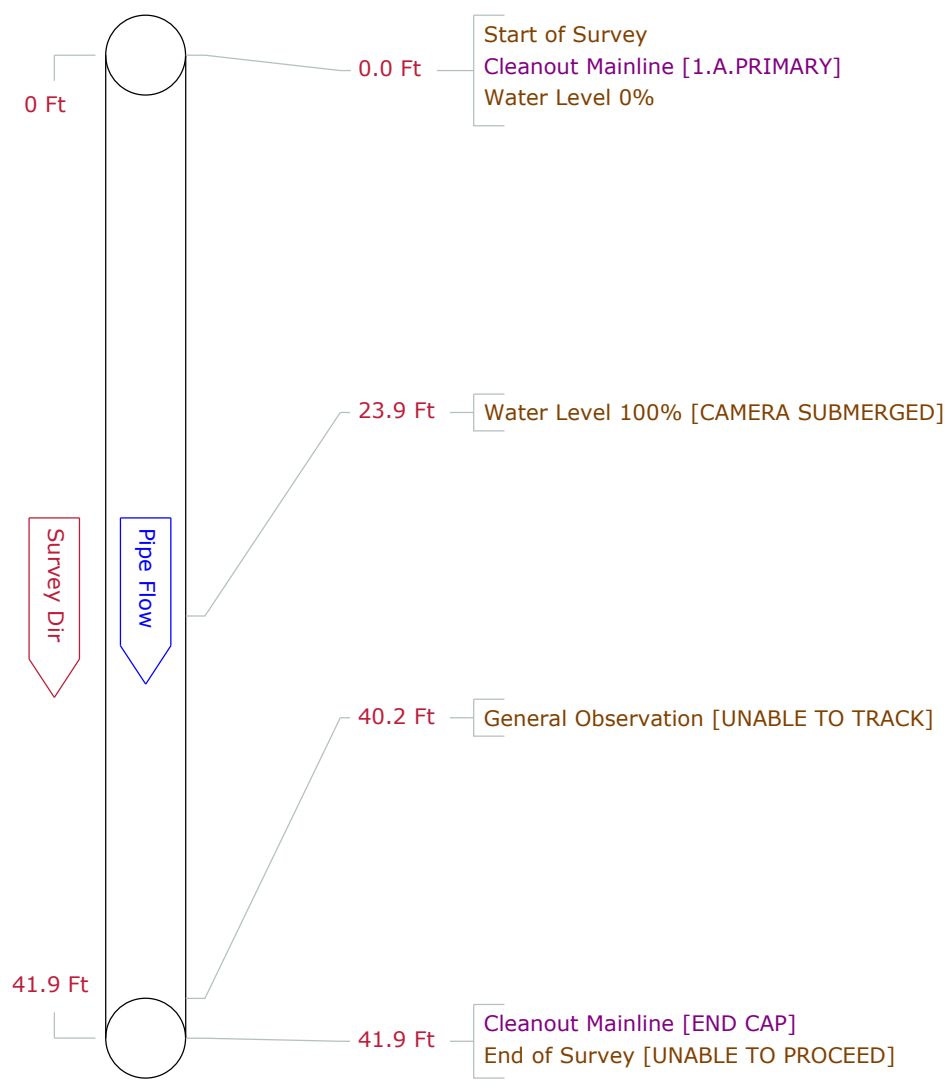 0 Ft
0.0 Ft
Start of Survey
Cleanout Mainline [1.A.PRIMARY]
Water Level 0%
23.9 Ft
Water Level 100% [CAMERA SUBMERGED]
Survey Dir
Pipe Flow
40.2 Ft
General Observation [UNABLE TO TRACK]
41.9 Ft
41.9 Ft
Cleanout Mainline [END CAP]
End of Survey [UNABLE TO PROCEED]